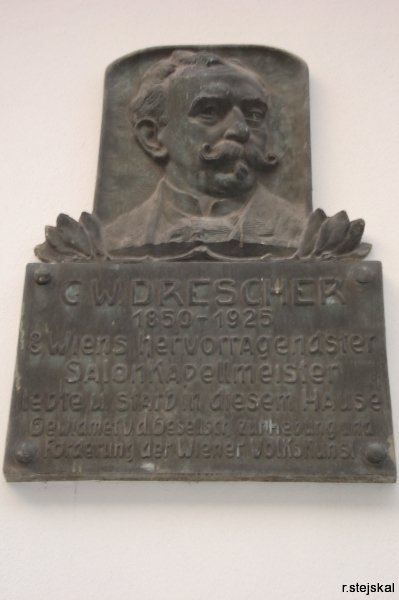 C.W. DRESCHER
1850-1925
Wiens hervorragendster
Salonkapellmeister
lebte u. starb in diesem Hause
Gewidmet v. d. Gesellsch. zur Hebung und
Förderung der Wiener Volkskunst
r.stejskal